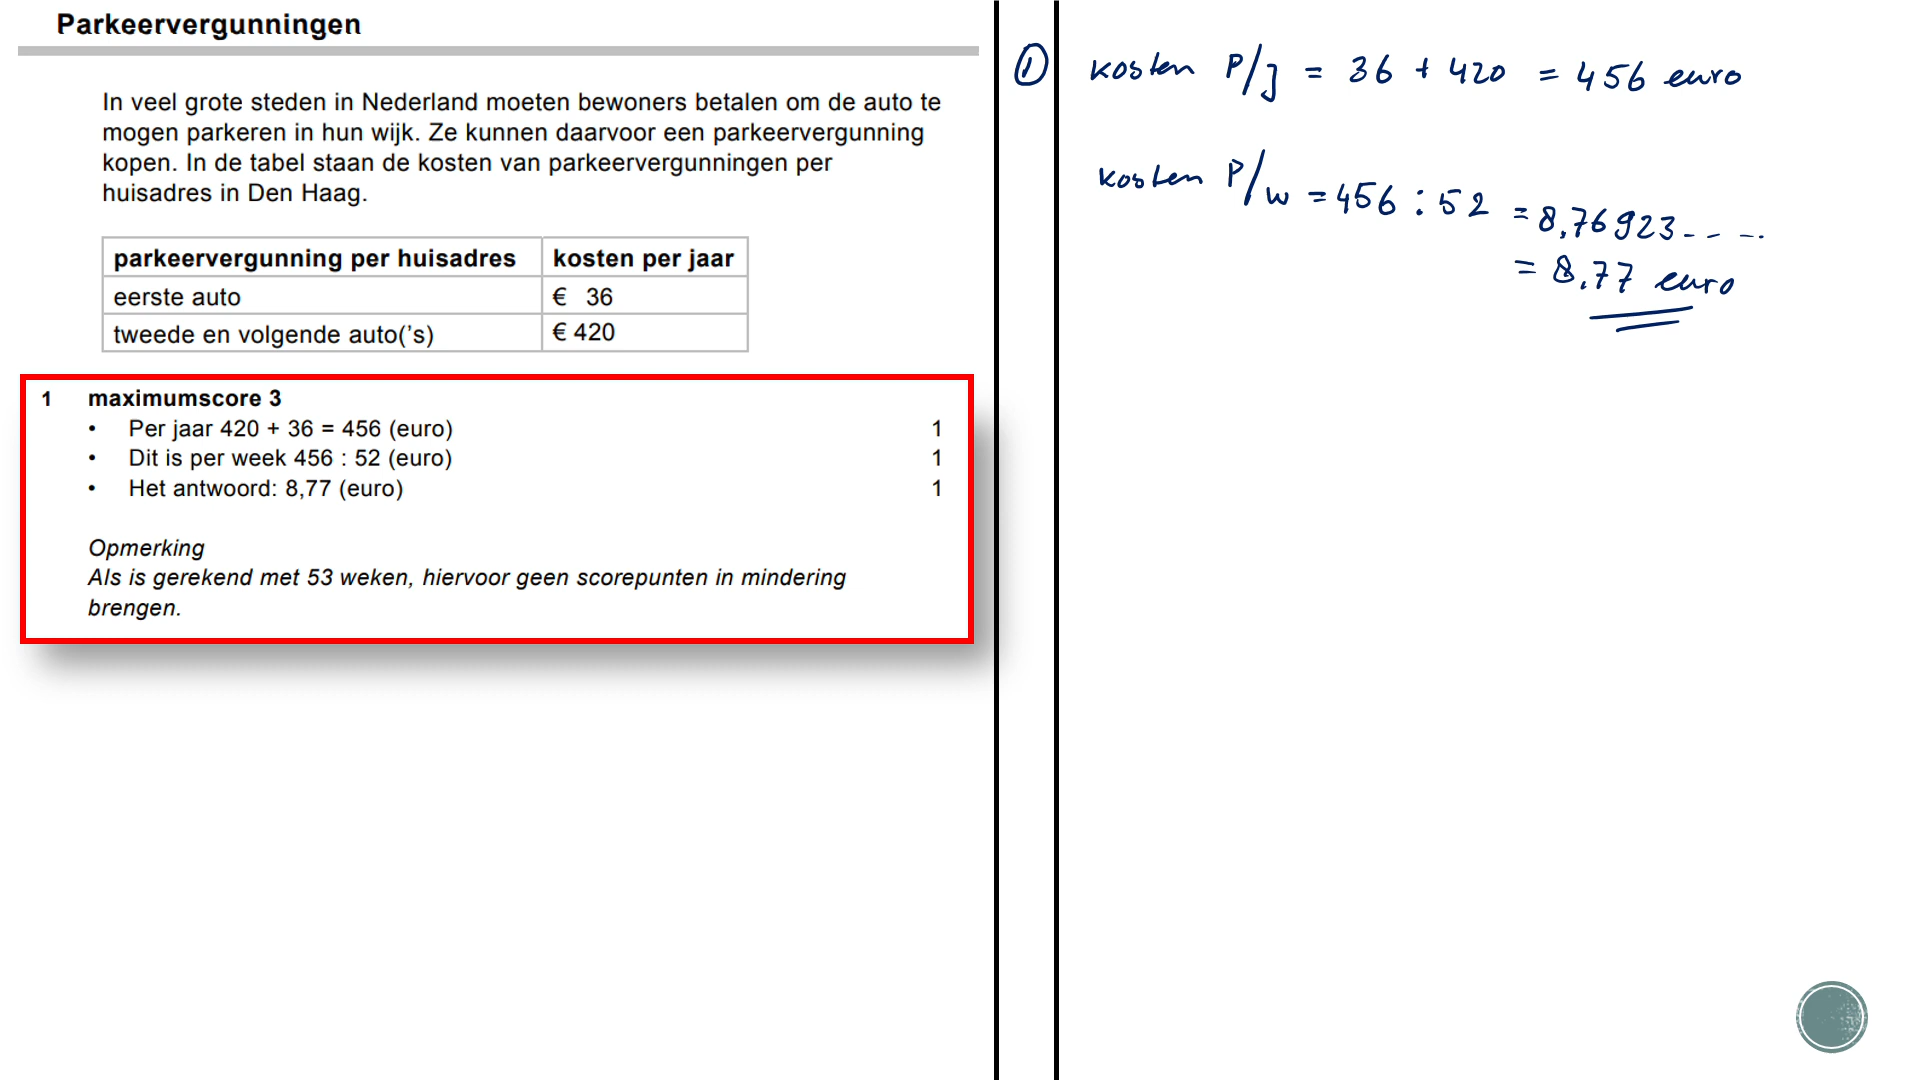 Parkeervergunningen
In veel grote steden in Nederland moeten bewoners betalen om de auto te
mogen parkeren in hun wijk. Ze kunnen daarvoor een parkeervergunning
kopen. In de tabel staan de kosten van parkeervergunningen per
huisadres in Den Haag.
parkeervergunning per huisadres kosten per jaar
eerste auto € 36
tweede en volgende auto('s) € 420
1 maximumscore 3
• Per jaar 420 + 36 = 456 (euro) 1
• Dit is per week 456 : 52 (euro) 1
• Het antwoord: 8,77 (euro) 1
Opmerking
Als is gerekend met 53 weken, hiervoor geen scorepunten in mindering
brengen.
① kosten P/J = 36 + 420 = 456 euro
kosten P/w = 456 : 52 = 8,76923-- --.
= 8,77 euro